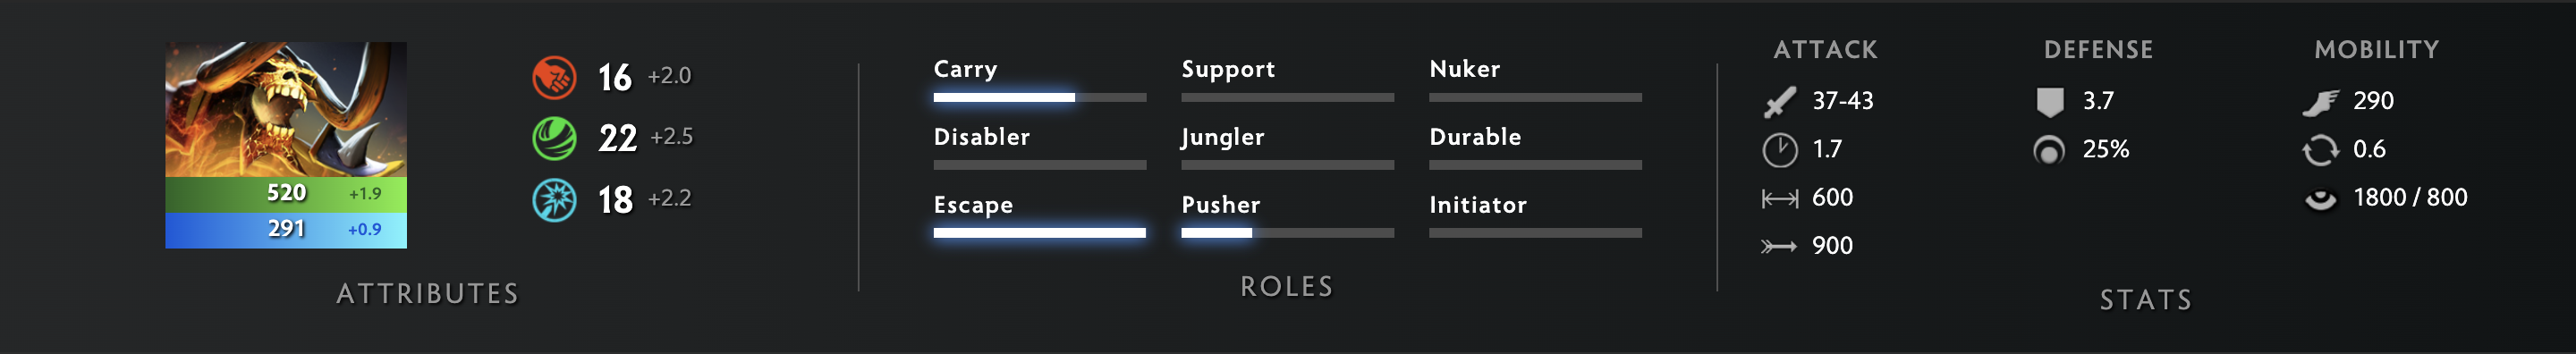 520 +1.9
291 +0.9
16 +2.0
22 +2.5
18 +2.2
ATTRIBUTES
Carry Support Nuker
Disabler Jungler Durable
Escape Pusher Initiator
ROLES
ATTACK DEFENSE MOBILITY
37-43 3.7 290
1.7 25% 0.6
600 1800 / 800
900
STATS